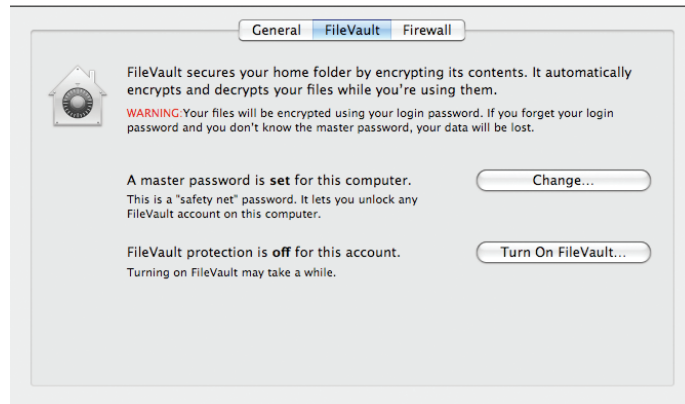 General FileVault Firewall
FileVault secures your home folder by encrypting its contents. It automatically
encrypts and decrypts your files while you're using them.
WARNING:Your files will be encrypted using your login password. If you forget your login
password and you don't know the master password, your data will be lost.
A master password is set for this computer. Change...
This is a "safety net" password. It lets you unlock any
FileVault account on this computer.
FileVault protection is off for this account. Turn On FileVault...
Turning on FileVault may take a while.